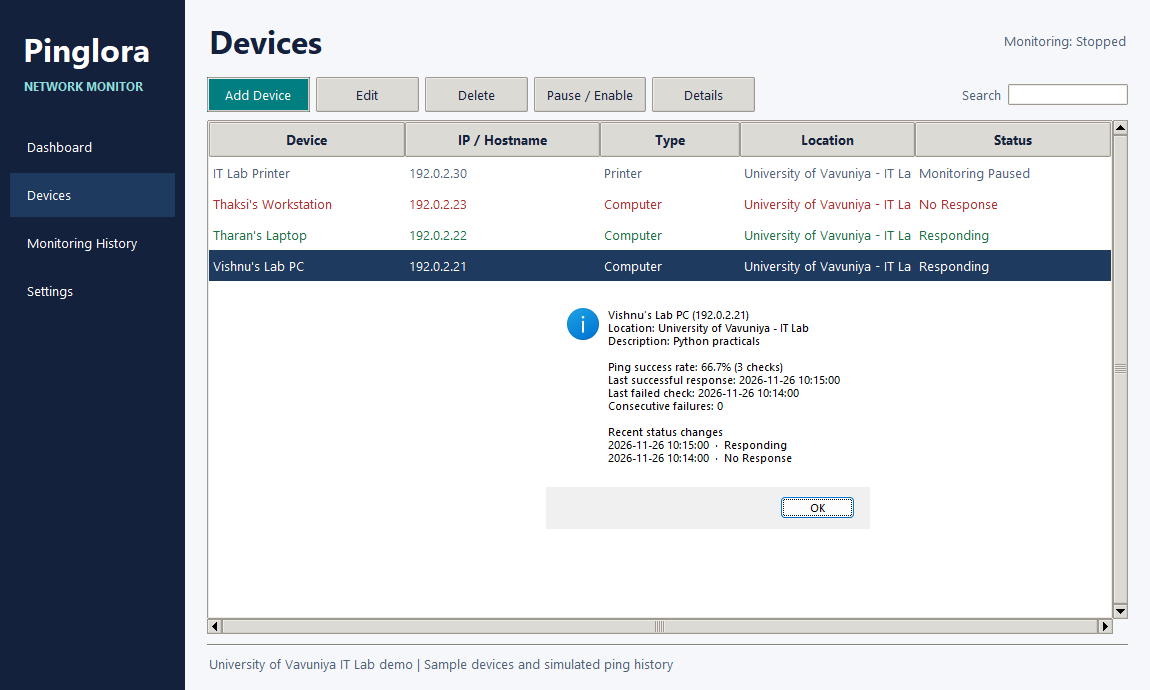 Pinglora
NETWORK MONITOR
Dashboard
Devices
Monitoring History
Settings
Devices
Monitoring: Stopped
Add Device
Edit
Delete
Pause / Enable
Details
Search
Device IP / Hostname Type Location Status
IT Lab Printer 192.0.2.30 Printer University of Vavuniya - IT La Monitoring Paused
Thaksi's Workstation 192.0.2.23 Computer University of Vavuniya - IT La No Response
Tharan's Laptop 192.0.2.22 Computer University of Vavuniya - IT La Responding
Vishnu's Lab PC 192.0.2.21 Computer University of Vavuniya - IT La Responding
i
Vishnu's Lab PC (192.0.2.21)
Location: University of Vavuniya - IT Lab
Description: Python practicals
Ping success rate: 66.7% (3 checks)
Last successful response: 2026-11-26 10:15:00
Last failed check: 2026-11-26 10:14:00
Consecutive failures: 0
Recent status changes
2026-11-26 10:15:00 · Responding
2026-11-26 10:14:00 · No Response
OK
University of Vavuniya IT Lab demo | Sample devices and simulated ping history